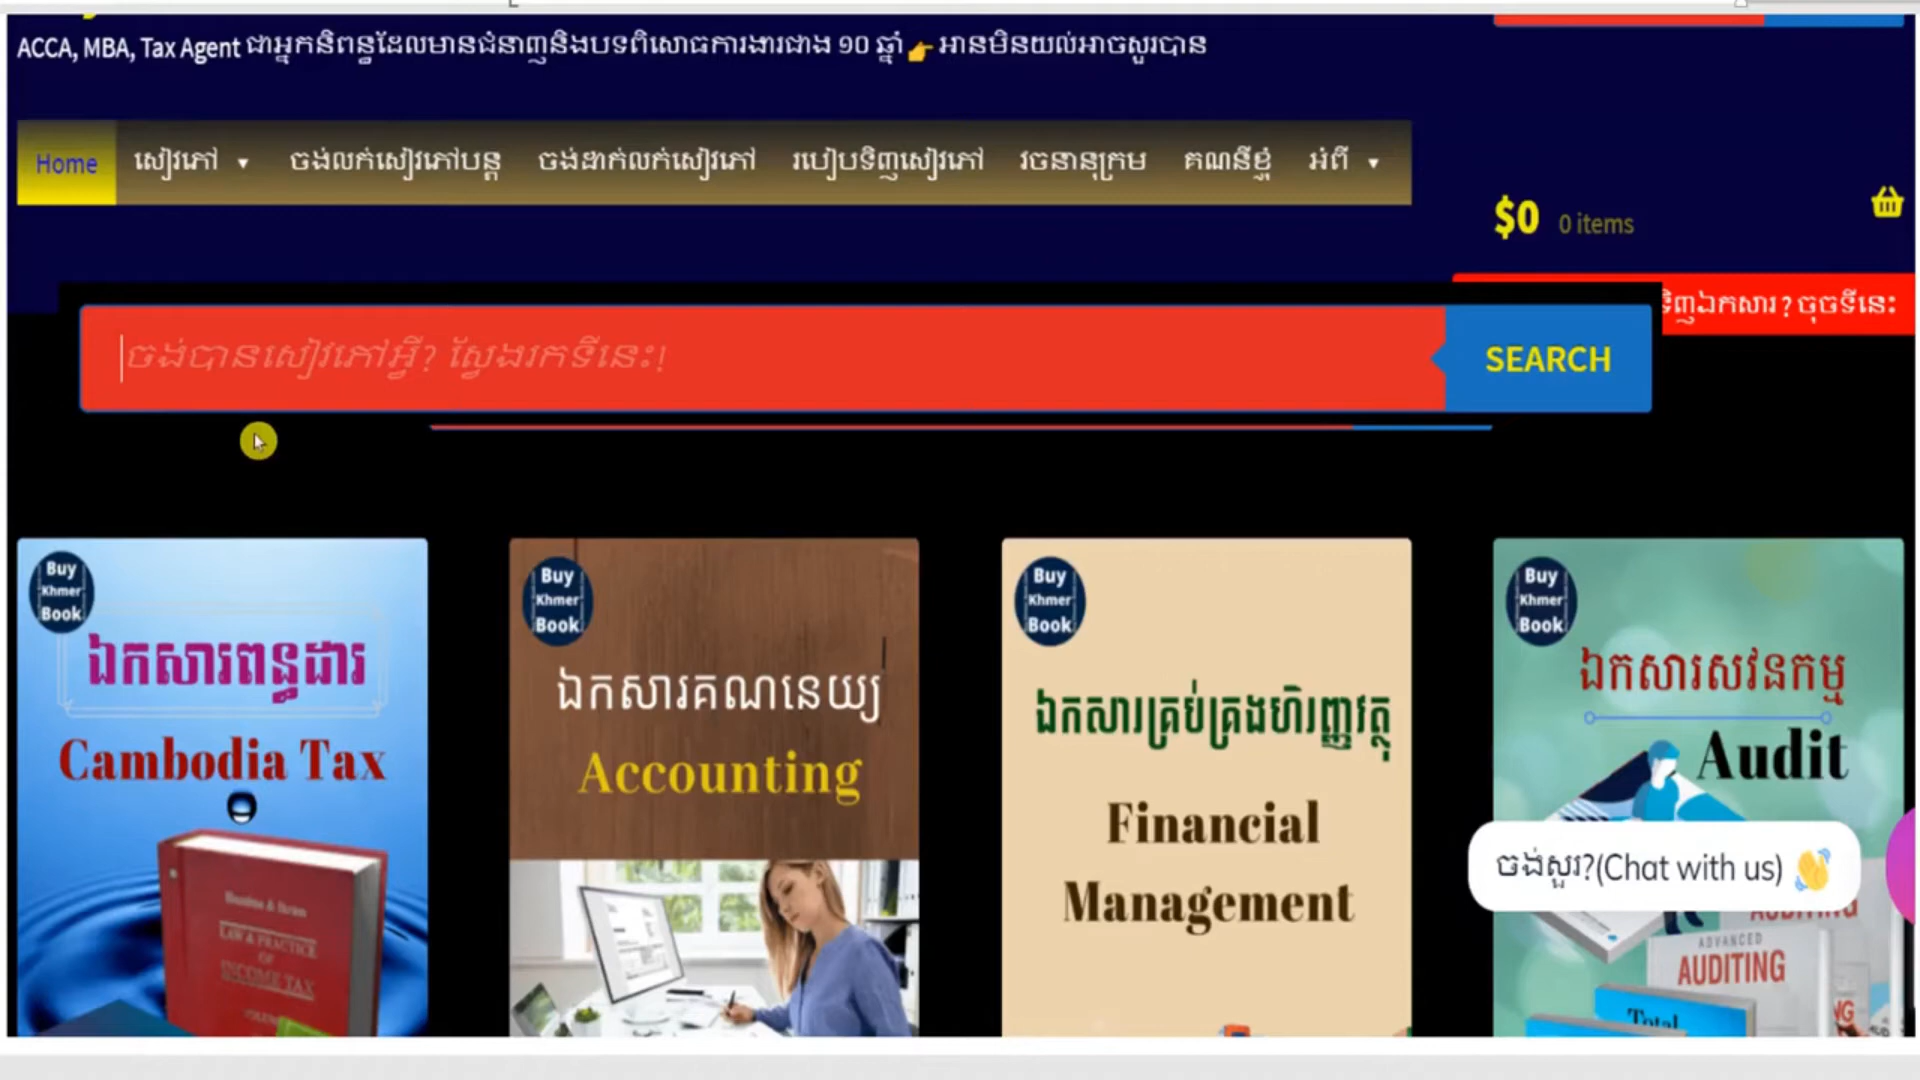 ACCA, MBA, Tax Agent ជាអ្នកនិពន្ធដែលមានជំនាញនិងបទពិសោធការងារជាង ១០ ឆ្នាំ 👉 អានមិនយល់អាចសួរបាន
Home សៀវភៅ ចង់លក់សៀវភៅបន្ត ចង់ដាក់លក់សៀវភៅ របៀបទិញសៀវភៅ វចនានុក្រម គណនីខ្ញុំ អំពី
$0 0 items
ទិញឯកសារ ? ចុចទីនេះ
ចង់បានសៀវភៅអ្វី? ស្វែងរកទីនេះ!
SEARCH
Buy Khmer Book
ឯកសារពន្ធដារ
Cambodia Tax
LAW & PRACTICE
OF
INCOME TAX
Buy Khmer Book
ឯកសារគណនេយ្យ
Accounting
Buy Khmer Book
ឯកសារគ្រប់គ្រងហិរញ្ញវត្ថុ
Financial
Management
Buy Khmer Book
ឯកសារសវនកម្ម
Audit
ចង់សួរ?(Chat with us) 👋
ADVANCED
AUDITING
Total